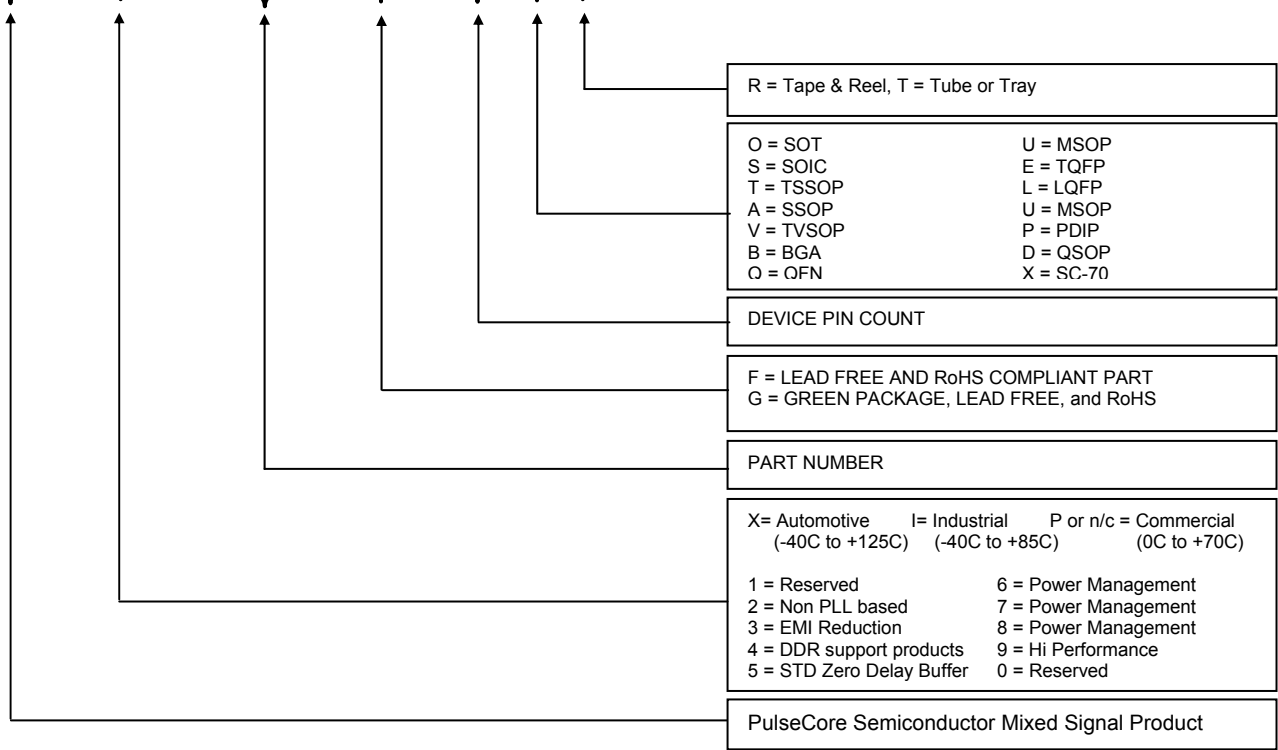 R = Tape & Reel, T = Tube or Tray
O = SOT U = MSOP
S = SOIC E = TQFP
T = TSSOP L = LQFP
A = SSOP U = MSOP
V = TVSOP P = PDIP
B = BGA D = QSOP
Q = QFN X = SC-70
DEVICE PIN COUNT
F = LEAD FREE AND RoHS COMPLIANT PART
G = GREEN PACKAGE, LEAD FREE, and RoHS
PART NUMBER
X= Automotive I= Industrial P or n/c = Commercial
(-40C to +125C) (-40C to +85C) (0C to +70C)
1 = Reserved 6 = Power Management
2 = Non PLL based 7 = Power Management
3 = EMI Reduction 8 = Power Management
4 = DDR support products 9 = Hi Performance
5 = STD Zero Delay Buffer 0 = Reserved
PulseCore Semiconductor Mixed Signal Product